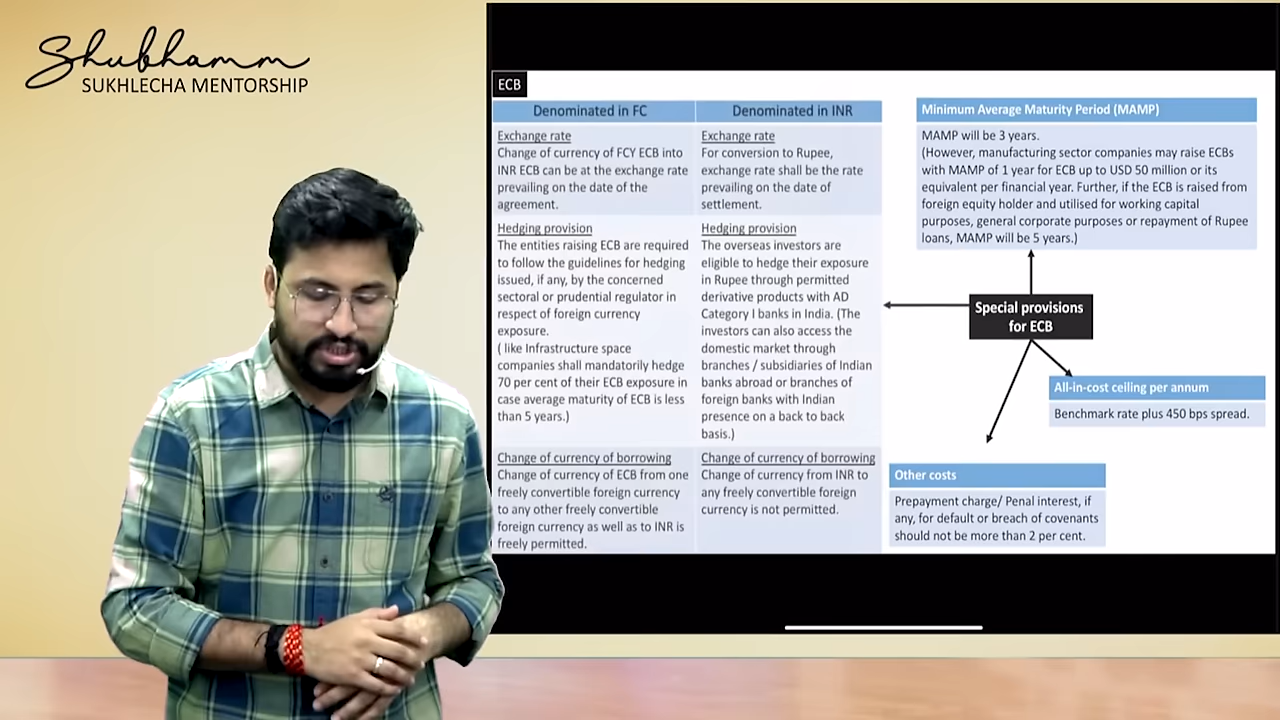 Shubhamm
SUKHLECHA MENTORSHIP
ECB
Denominated in FC
Exchange rate
Change of currency of FCY ECB into
INR ECB can be at the exchange rate
prevailing on the date of the
agreement.
Hedging provision
The entities raising ECB are required
to follow the guidelines for hedging
issued, if any, by the concerned
sectoral or prudential regulator in
respect of foreign currency
exposure.
( like Infrastructure space
companies shall mandatorily hedge
70 per cent of their ECB exposure in
case average maturity of ECB is less
than 5 years.)
Change of currency of borrowing
Change of currency of ECB from one
freely convertible foreign currency
to any other freely convertible
foreign currency as well as to INR is
freely permitted.
Denominated in INR
Exchange rate
For conversion to Rupee,
exchange rate shall be the rate
prevailing on the date of
settlement.
Hedging provision
The overseas investors are
eligible to hedge their exposure
in Rupee through permitted
derivative products with AD
Category I banks in India. (The
investors can also access the
domestic market through
branches / subsidiaries of Indian
banks abroad or branches of
foreign banks with Indian
presence on a back to back
basis.)
Change of currency of borrowing
Change of currency from INR to
any freely convertible foreign
currency is not permitted.
Minimum Average Maturity Period (MAMP)
MAMP will be 3 years.
(However, manufacturing sector companies may raise ECBs
with MAMP of 1 year for ECB up to USD 50 million or its
equivalent per financial year. Further, if the ECB is raised from
foreign equity holder and utilised for working capital
purposes, general corporate purposes or repayment of Rupee
loans, MAMP will be 5 years.)
Special provisions
for ECB
All-in-cost ceiling per annum
Benchmark rate plus 450 bps spread.
Other costs
Prepayment charge/ Penal interest, if
any, for default or breach of covenants
should not be more than 2 per cent.